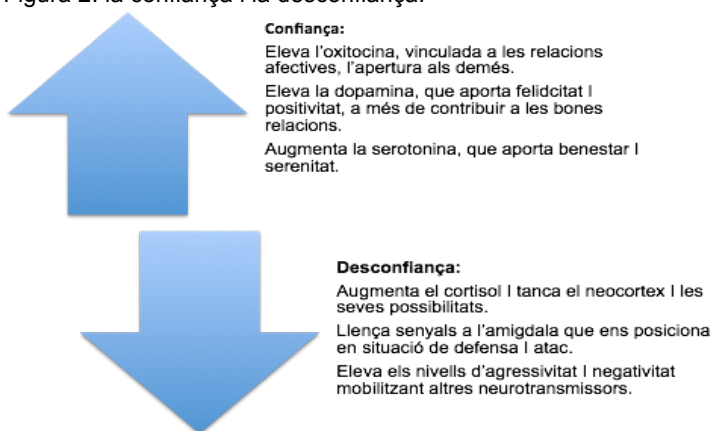 Figura 2. la confiança i la desconfiança.
Confiança:
Eleva l'oxitocina, vinculada a les relacions
afectives, l'apertura als demés.
Eleva la dopamina, que aporta felidcitat I
positivitat, a més de contribuir a les bones
relacions.
Augmenta la serotonina, que aporta benestar I
serenitat.
Desconfiança:
Augmenta el cortisol I tanca el neocortex I les
seves possibilitats.
Llença senyals a l'amigdala que ens posiciona
en situació de defensa I atac.
Eleva els nivells d'agressivitat I negativitat
mobilitzant altres neurotransmissors.